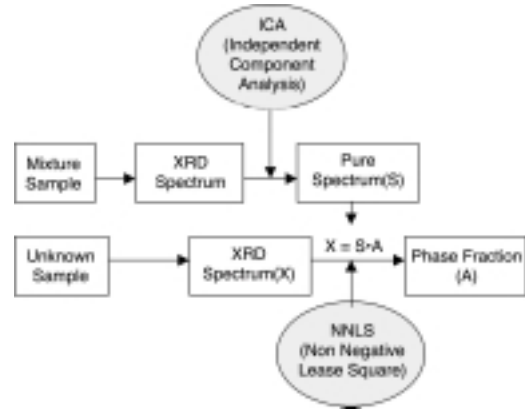 ICA
(Independent
Component
Analysis)
Mixture
Sample
XRD
Spectrum
Pure
Spectrum(S)
Unknown
Sample
XRD
Spectrum(X)
X = S•A
Phase Fraction
(A)
NNLS
(Non Negative
Lease Square)